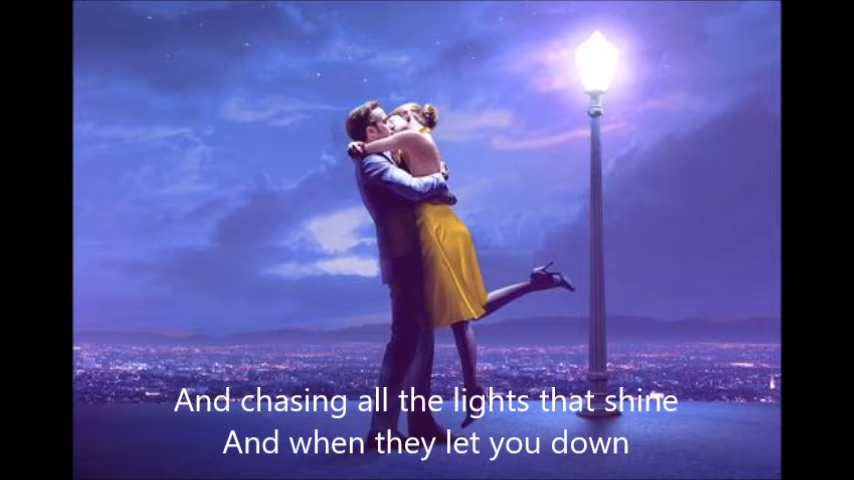 And chasing all the lights that shine
And when they let you down